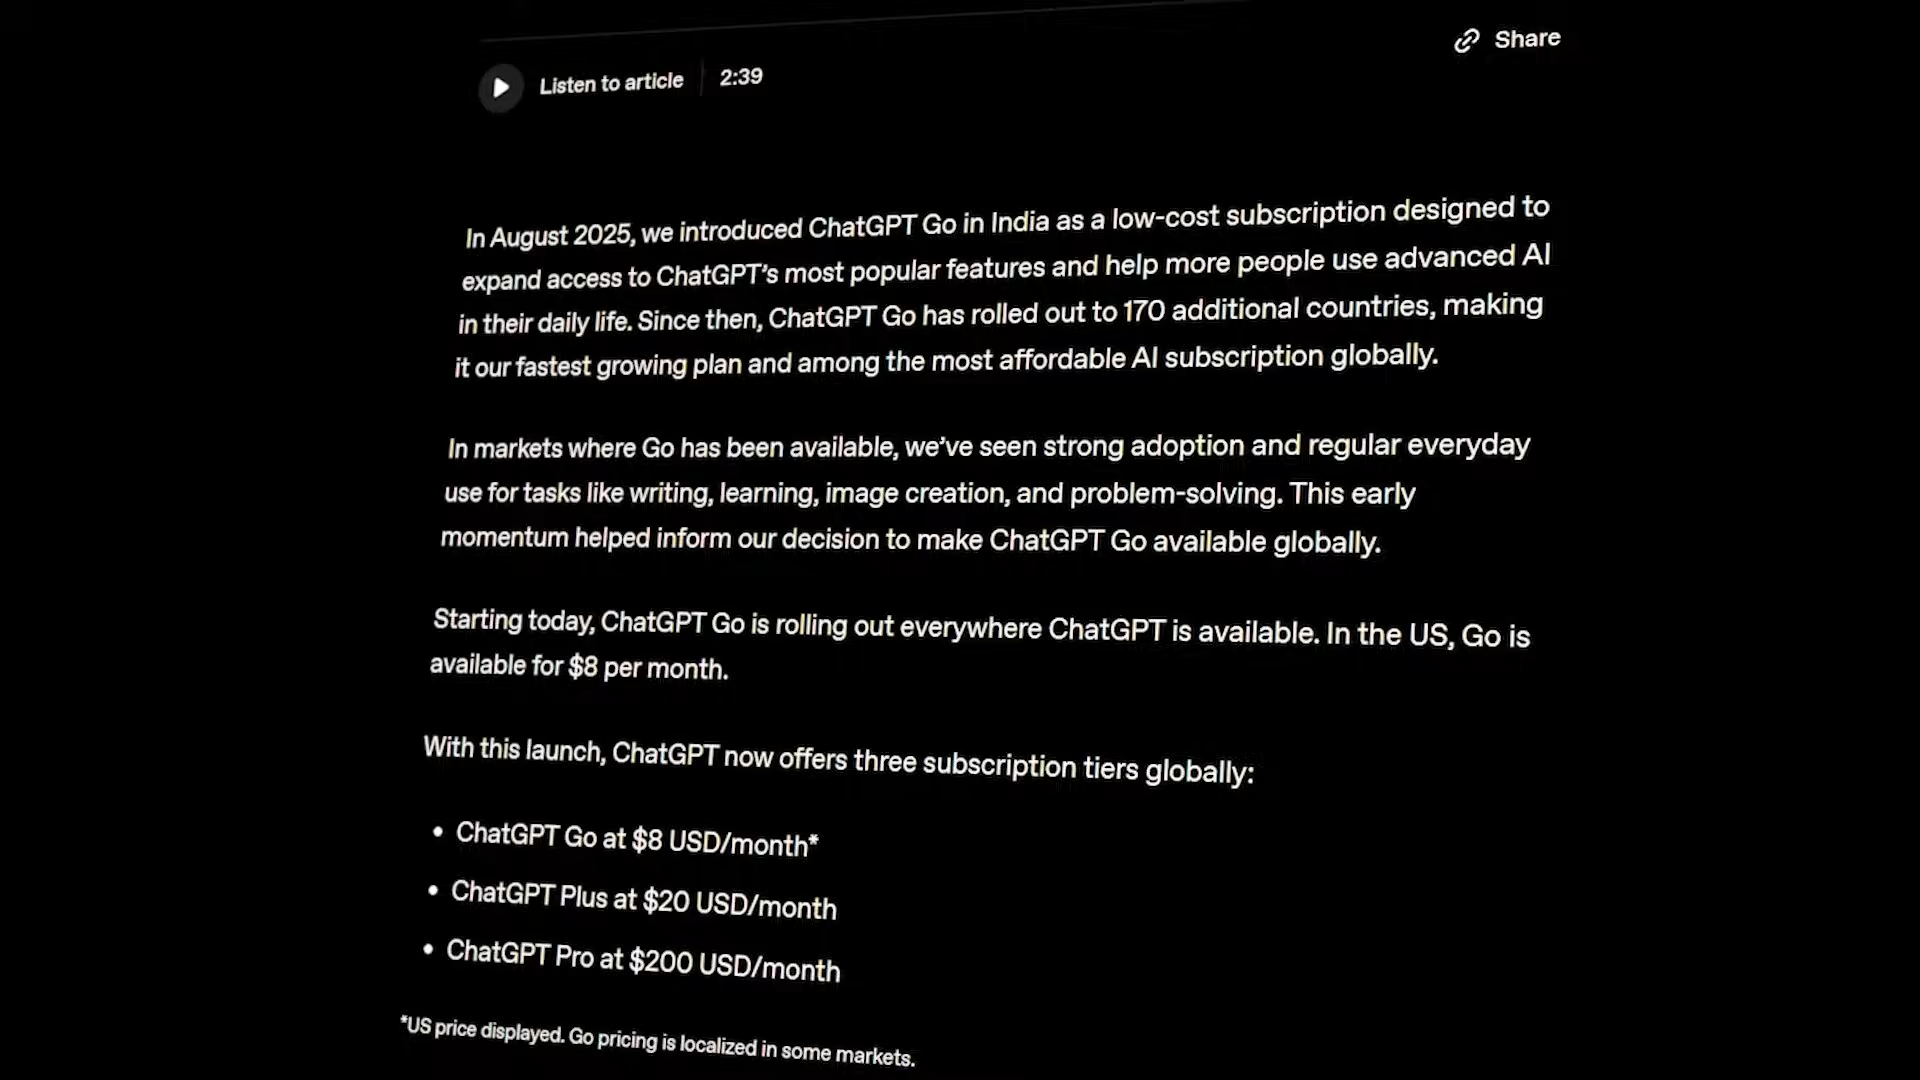 Share
Listen to article
2:39
In August 2025, we introduced ChatGPT Go in India as a low-cost subscription designed to
expand access to ChatGPT’s most popular features and help more people use advanced AI
in their daily life. Since then, ChatGPT Go has rolled out to 170 additional countries, making
it our fastest growing plan and among the most affordable AI subscription globally.
In markets where Go has been available, we’ve seen strong adoption and regular everyday
use for tasks like writing, learning, image creation, and problem-solving. This early
momentum helped inform our decision to make ChatGPT Go available globally.
Starting today, ChatGPT Go is rolling out everywhere ChatGPT is available. In the US, Go is
available for $8 per month.
With this launch, ChatGPT now offers three subscription tiers globally:
• ChatGPT Go at $8 USD/month*
• ChatGPT Plus at $20 USD/month
• ChatGPT Pro at $200 USD/month
*US price displayed. Go pricing is localized in some markets.